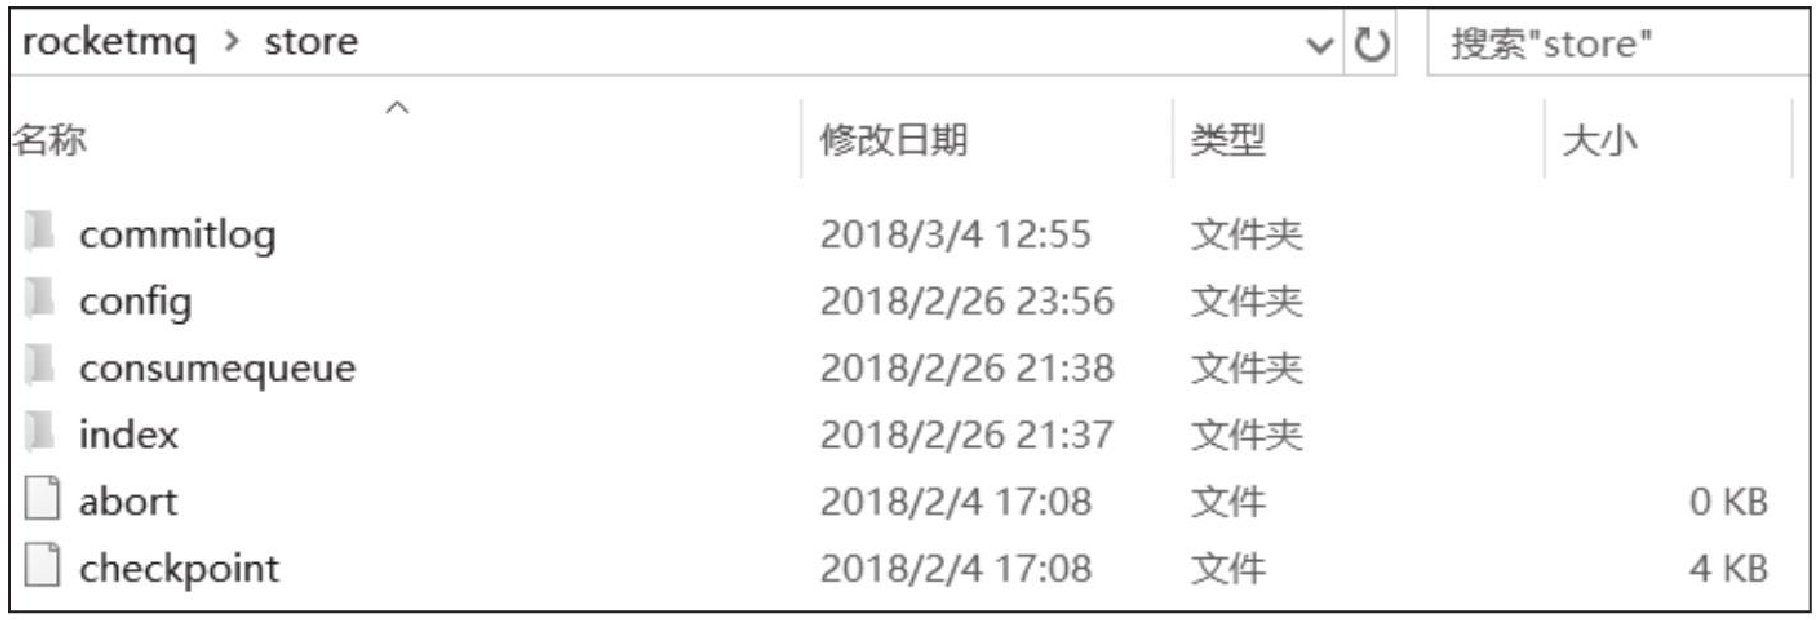 rocketmq > store 搜索"store"
名称 修改日期 类型 大小
commitlog 2018/3/4 12:55 文件夹
config 2018/2/26 23:56 文件夹
consumequeue 2018/2/26 21:38 文件夹
index 2018/2/26 21:37 文件夹
abort 2018/2/4 17:08 文件 0 KB
checkpoint 2018/2/4 17:08 文件 4 KB